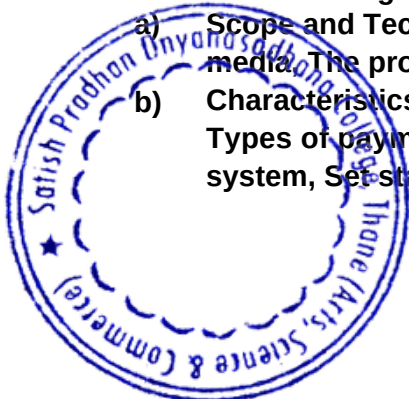 a) Scope and Tec
media, The pro
b) Characteristics
Types of paym
system, Set sta
Satish Pradhan Dnyanasadhana College, Thane (Arts, Science & Commerce) ★